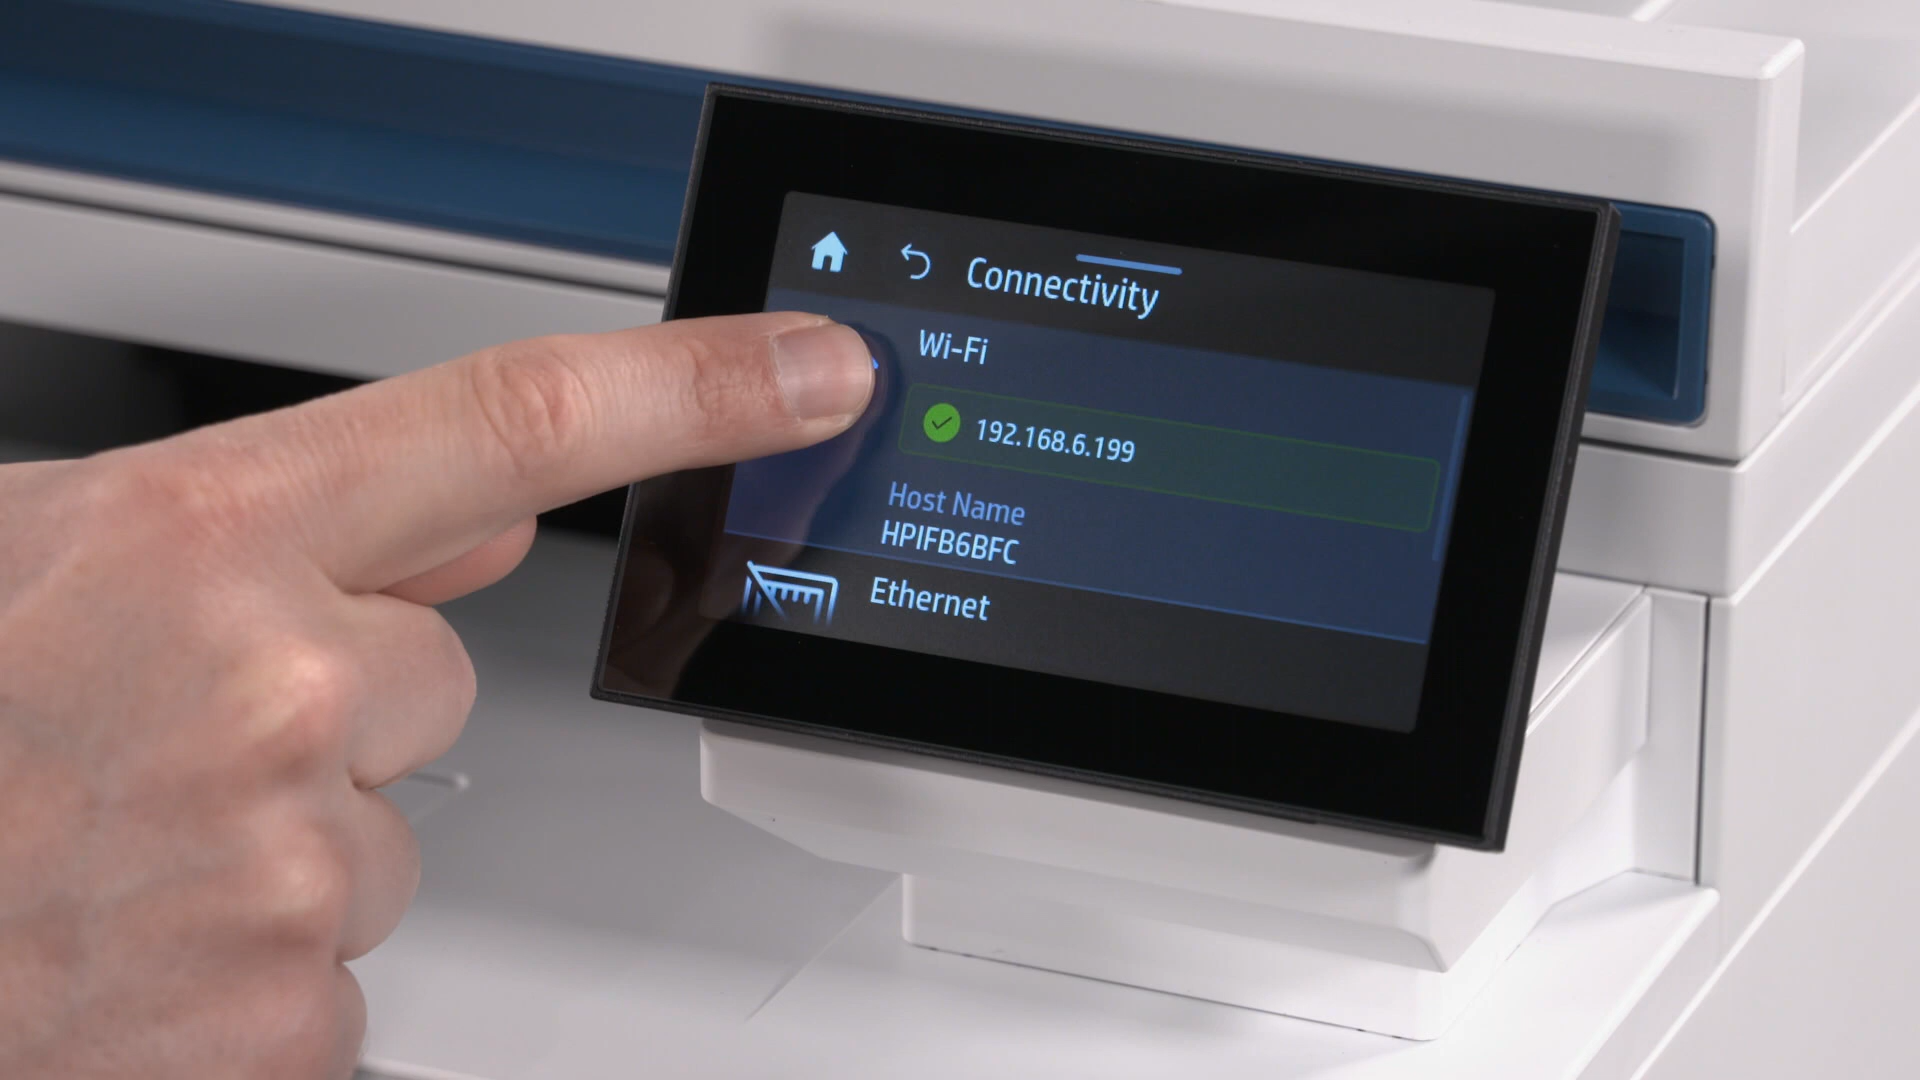 Connectivity
Wi-Fi
192.168.6.199
Host Name
HPIFB6BFC
Ethernet